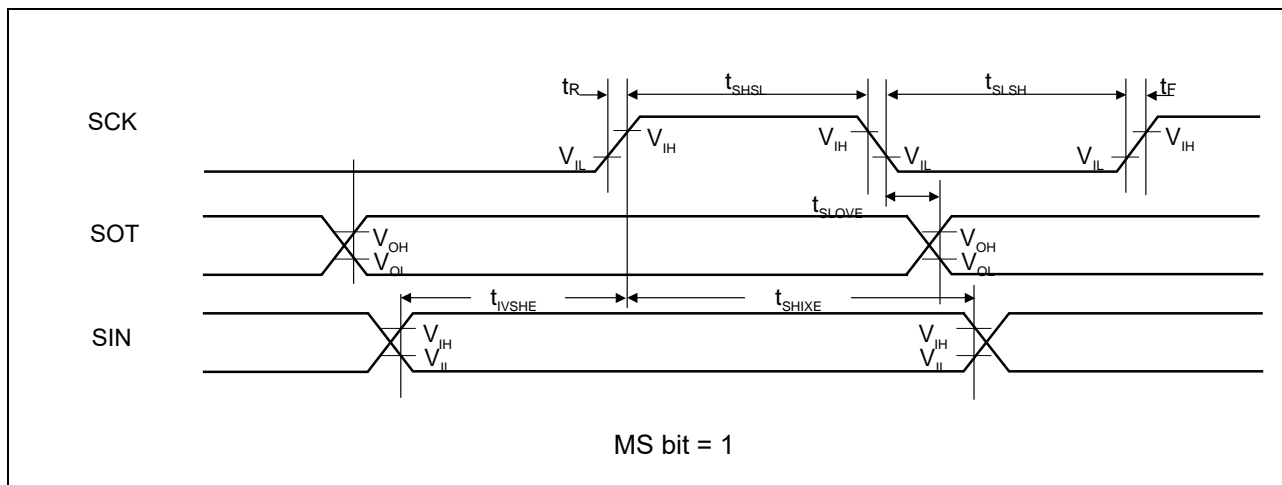 tR tSHSL tSLSH tF
SCK
VIH VIH VIH
VIL VIL VIL
tSLOVE
SOT
VOH VOH
VOL VOL
tIVSHE tSHIXE
SIN
VIH VIH
VIL VIL
MS bit = 1